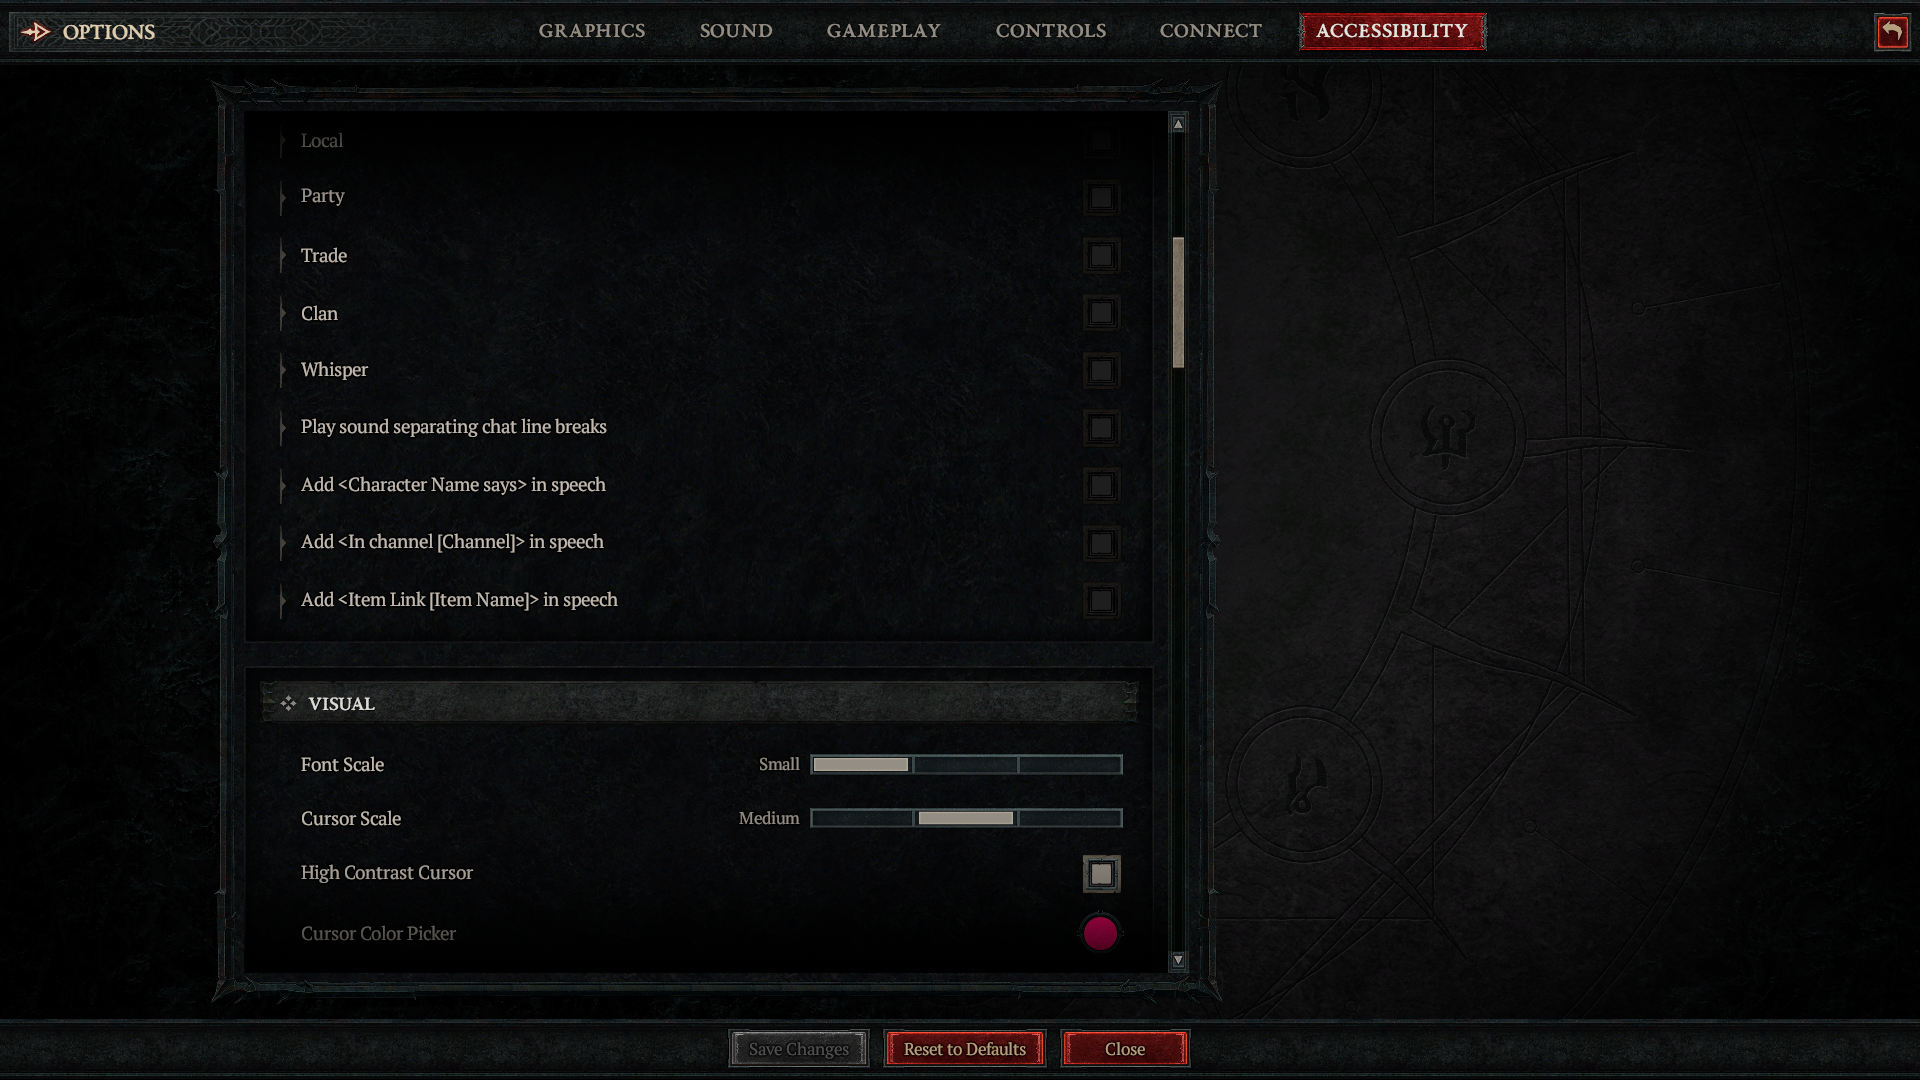 OPTIONS
GRAPHICS
SOUND
GAMEPLAY
CONTROLS
CONNECT
ACCESSIBILITY
Local
Party
Trade
Clan
Whisper
Play sound separating chat line breaks
Add <Character Name says> in speech
Add <In channel [Channel]> in speech
Add <Item Link [Item Name]> in speech
VISUAL
Font Scale
Small
Cursor Scale
Medium
High Contrast Cursor
Cursor Color Picker
Save Changes
Reset to Defaults
Close